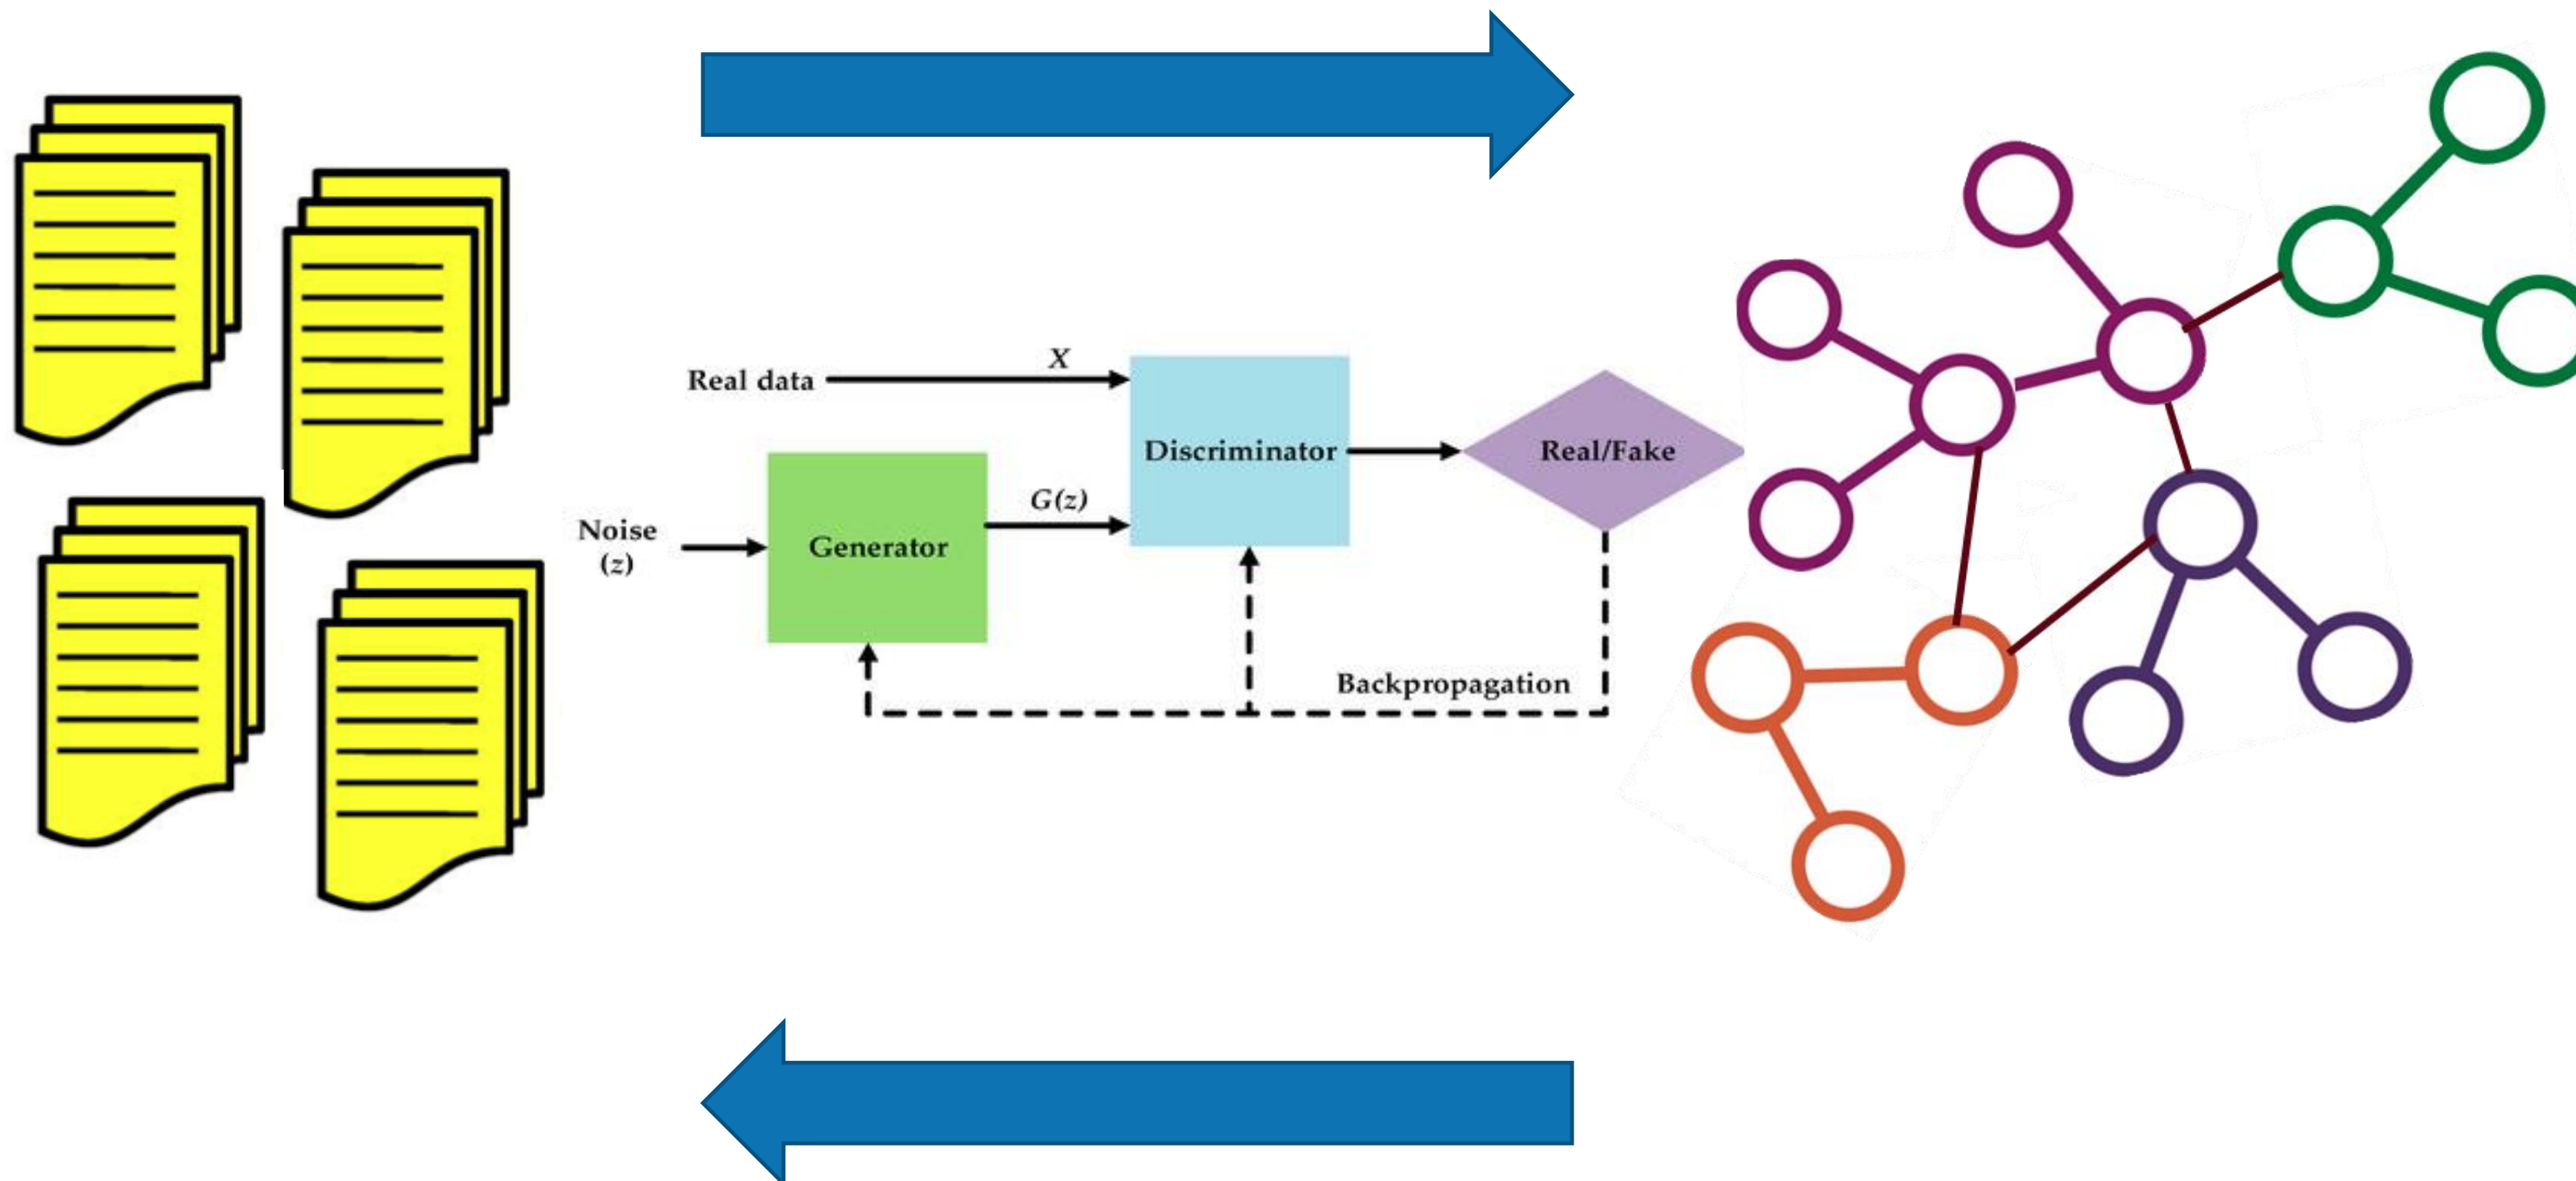 Real data
X
Discriminator
Real/Fake
Noise
(z)
Generator
G(z)
Backpropagation